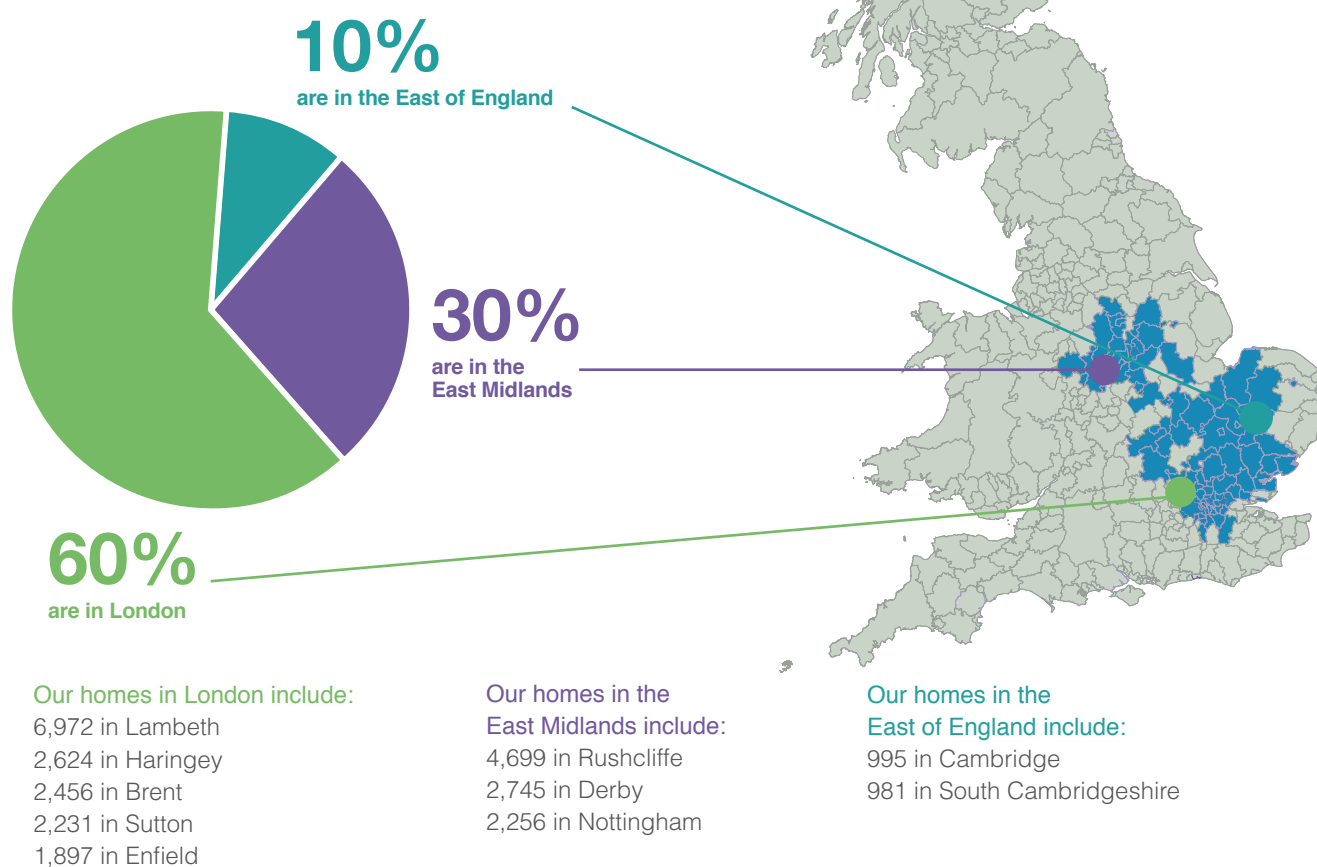 10%
are in the East of England
30%
are in the
East Midlands
60%
are in London
Our homes in London include:
6,972 in Lambeth
2,624 in Haringey
2,456 in Brent
2,231 in Sutton
1,897 in Enfield
Our homes in the
East Midlands include:
4,699 in Rushcliffe
2,745 in Derby
2,256 in Nottingham
Our homes in the
East of England include:
995 in Cambridge
981 in South Cambridgeshire